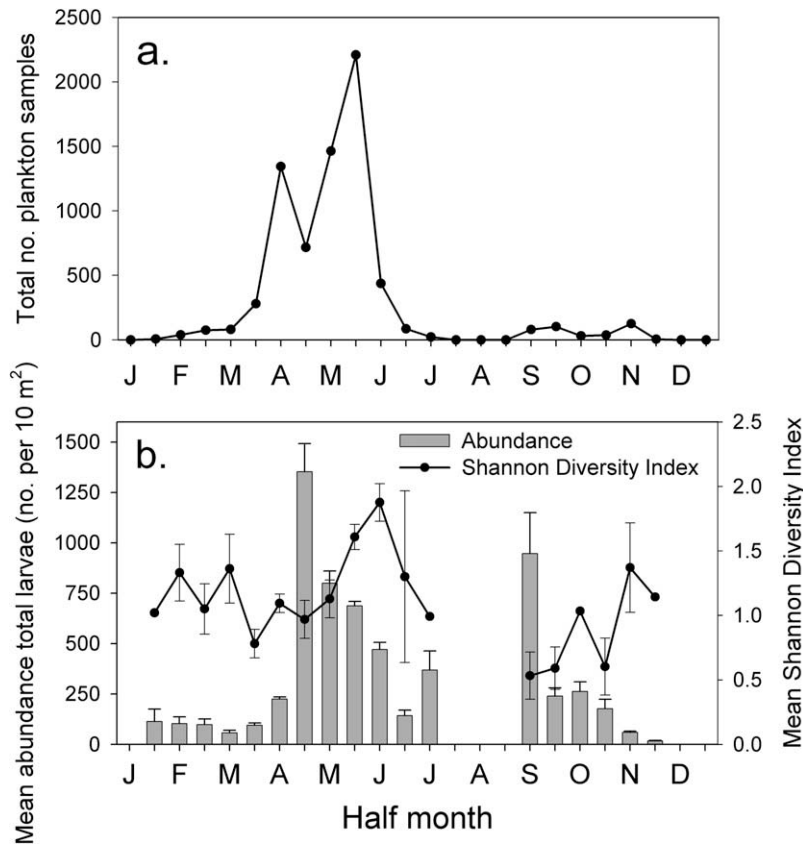 a.
Total no. plankton samples
2500
2000
1500
1000
500
0
J F M A M J J A S O N D
b.
Abundance
Shannon Diversity Index
Mean abundance total larvae (no. per 10 m²)
1500
1250
1000
750
500
250
0
Mean Shannon Diversity Index
2.5
2.0
1.5
1.0
0.5
0.0
J F M A M J J A S O N D
Half month